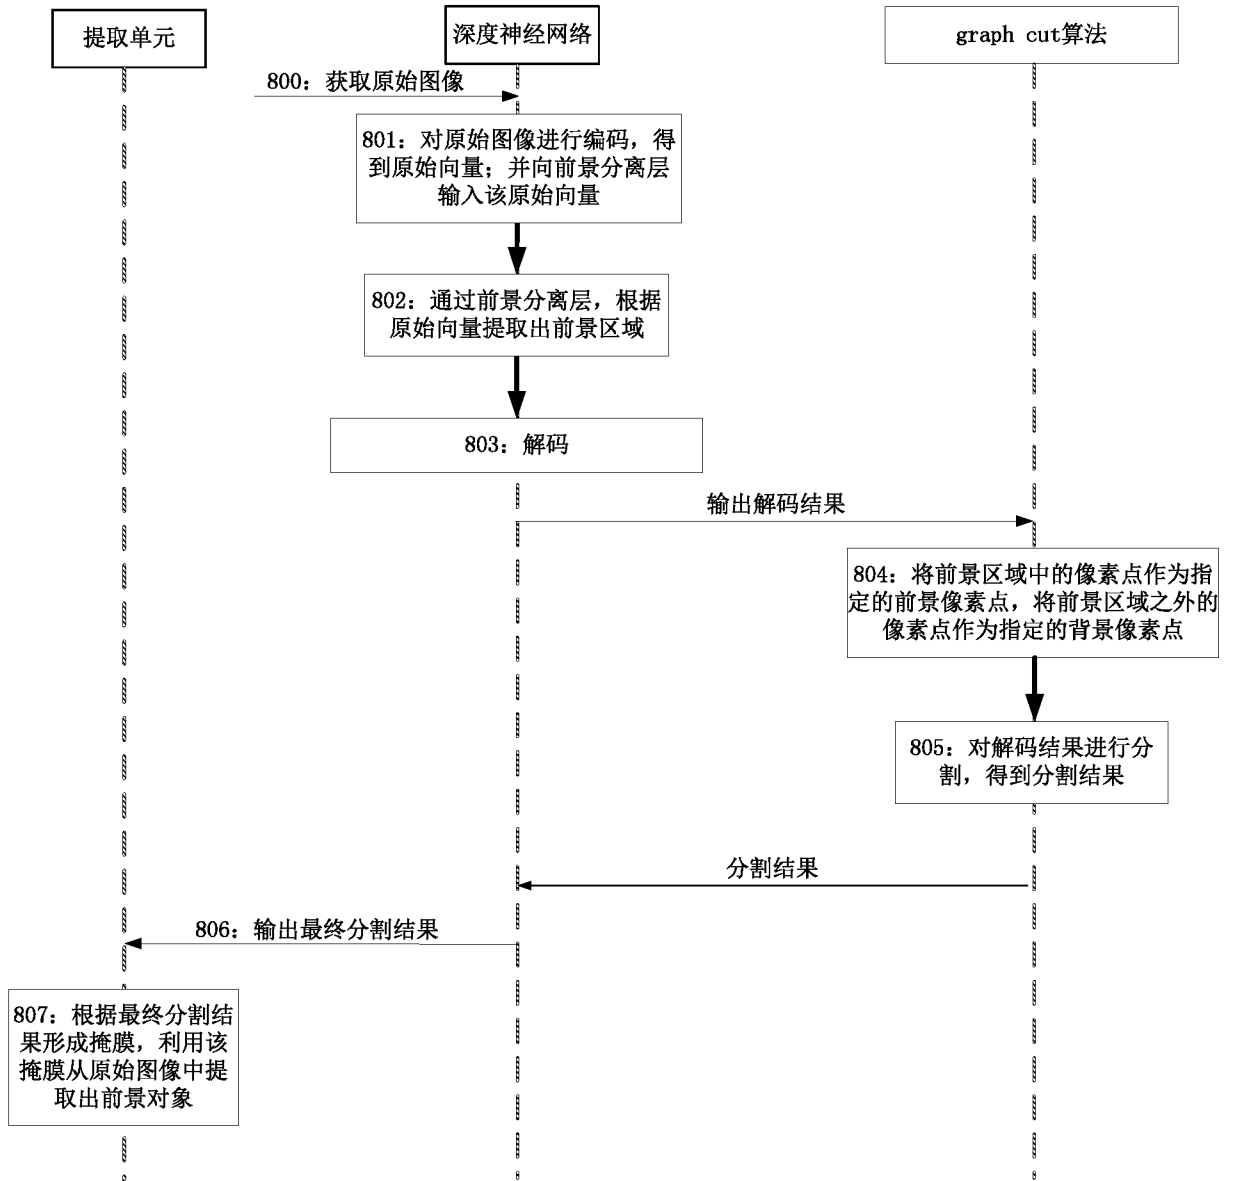 提取单元
深度神经网络
graph cut算法
800：获取原始图像
801：对原始图像进行编码，得
到原始向量；并向前景分离层
输入该原始向量
802：通过前景分离层，根据
原始向量提取出前景区域
803：解码
输出解码结果
804：将前景区域中的像素点作为指
定的前景像素点，将前景区域之外的
像素点作为指定的背景像素点
805：对解码结果进行分
割，得到分割结果
分割结果
806：输出最终分割结果
807：根据最终分割结
果形成掩膜，利用该
掩膜从原始图像中提
取出前景对象